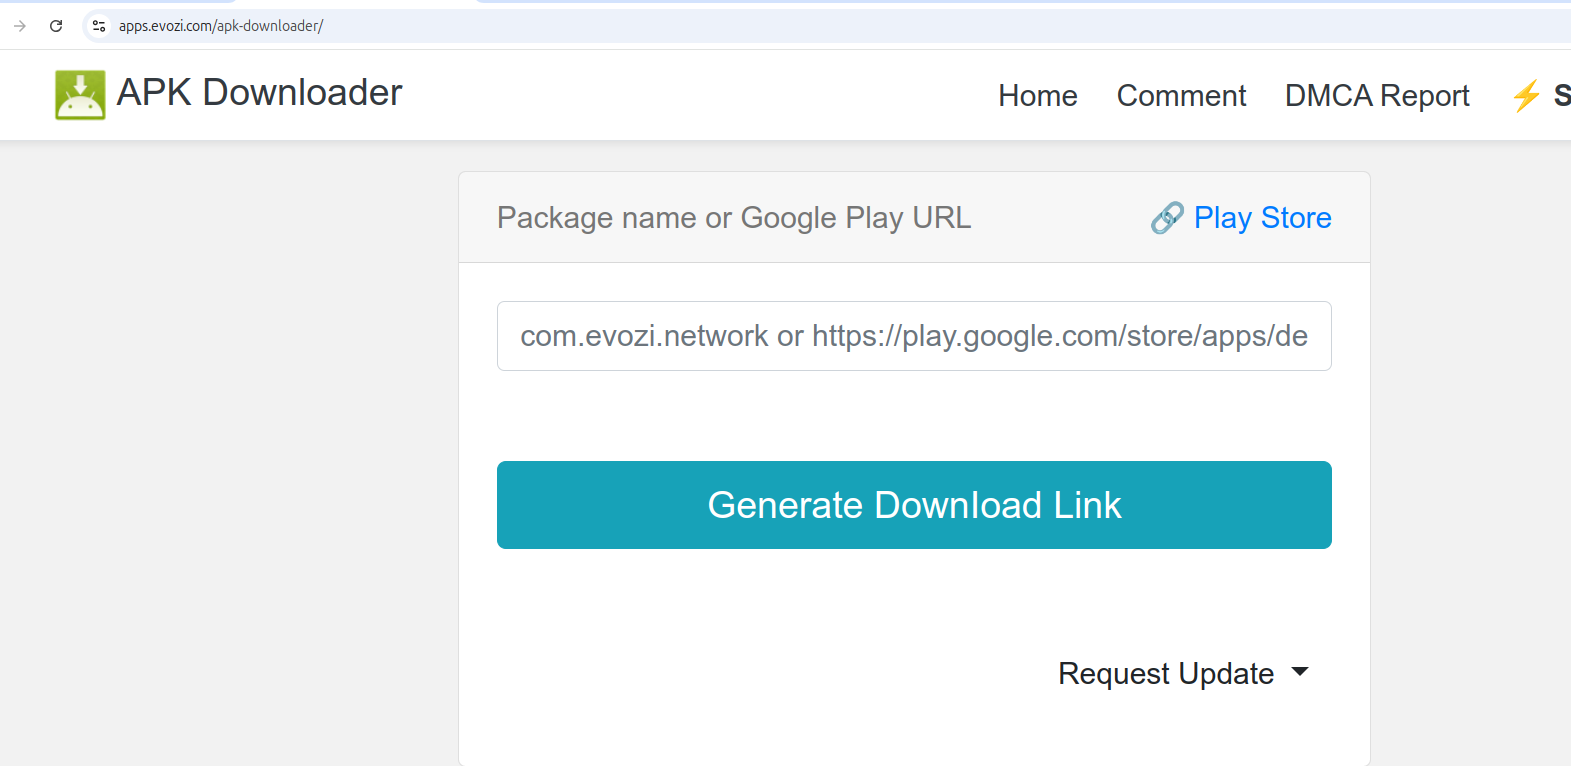 apps.evozi.com/apk-downloader/
APK Downloader
Home Comment DMCA Report ⚡ S
Package name or Google Play URL 🔗 Play Store
com.evozi.network or https://play.google.com/store/apps/de
Generate Download Link
Request Update